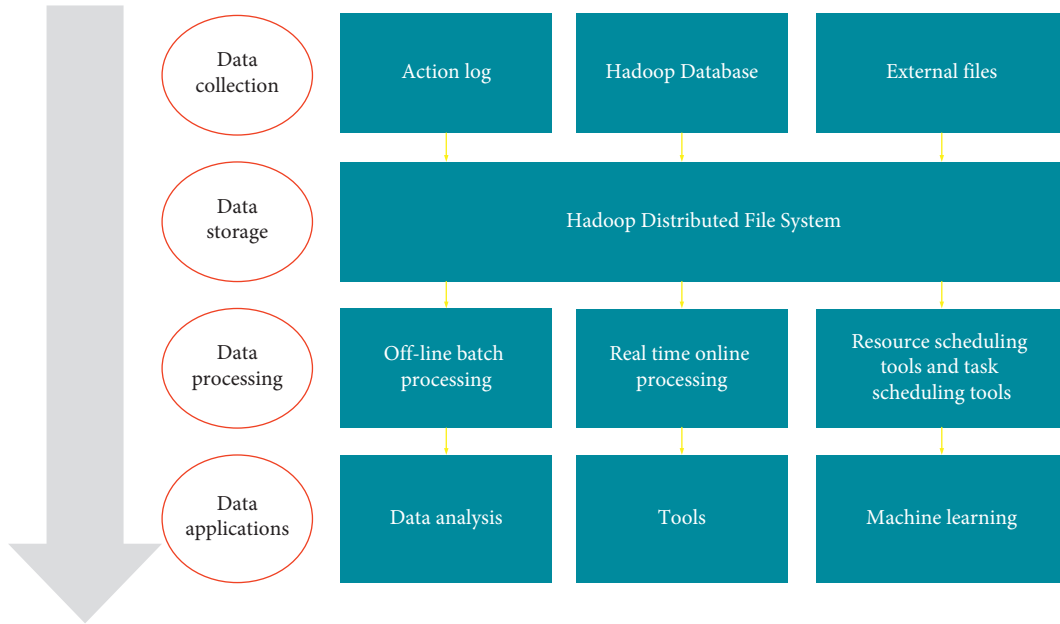 Data
collection
Action log
Hadoop Database
External files
Data
storage
Hadoop Distributed File System
Data
processing
Off-line batch
processing
Real time online
processing
Resource scheduling
tools and task
scheduling tools
Data
applications
Data analysis
Tools
Machine learning